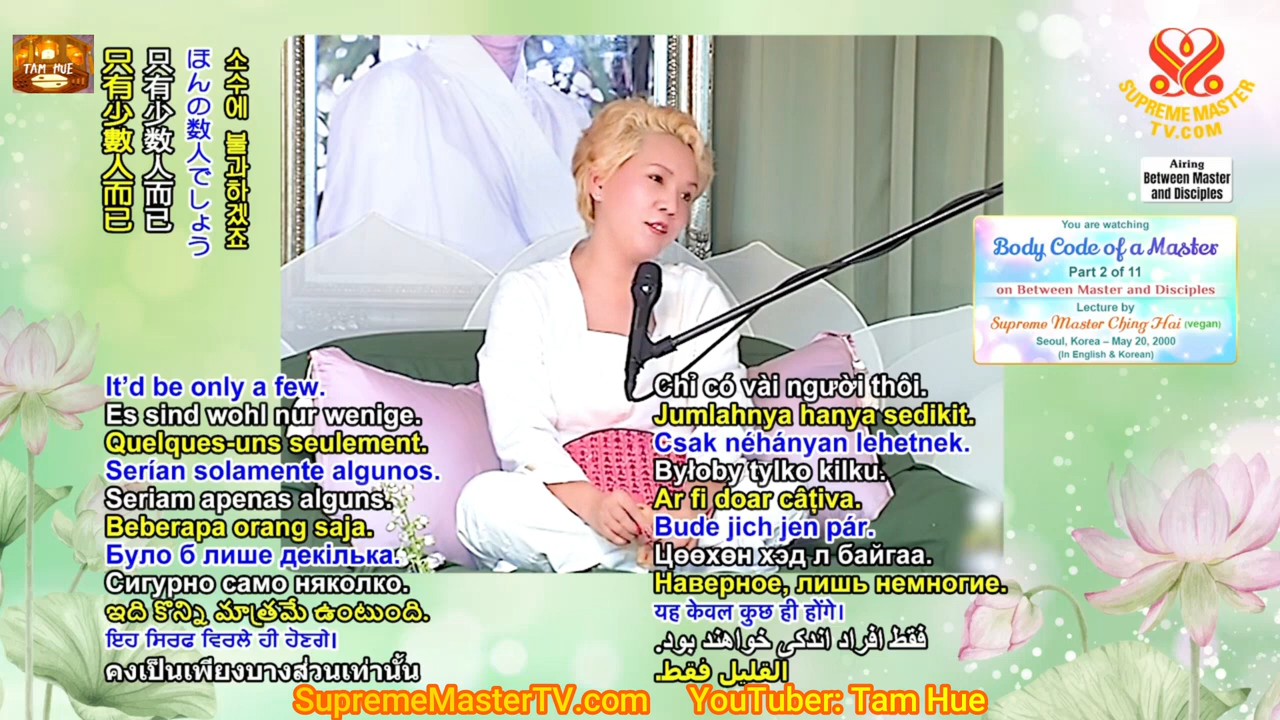 TAM HUE
只有少數人而已
只有少数人而已
ほんの数人でしょう
소수에 불과하겠죠
SUPREME MASTER
TV.COM
Airing
Between Master
and Disciples
You are watching
Body Code of a Master
Part 2 of 11
on Between Master and Disciples
Lecture by
Supreme Master Ching Hai (vegan)
Seoul, Korea – May 20, 2000
(In English & Korean)
It’d be only a few.
Es sind wohl nur wenige.
Quelques-uns seulement.
Serían solamente algunos.
Seriam apenas alguns.
Beberapa orang saja.
Було б лише декілька.
Сигурно само няколко.
ఇది కొన్ని మాత్రమే ఉంటుంది.
ਇਹ ਸਿਰਫ ਵਿਰਲੇ ਹੀ ਹੋਣਗੇ।
คงเป็นเพียงบางส่วนเท่านั้น
Chỉ có vài người thôi.
Jumlahnya hanya sedikit.
Csak néhányan lehetnek.
Byłoby tylko kilku.
Ar fi doar câțiva.
Bude jich jen pár.
Цөөхөн хэд л байгаа.
Наверное, лишь немногие.
यह केवल कुछ ही होंगे।
فقط افراد اندکی خواهند بود.
القليل فقط.
SupremeMasterTV.com YouTuber: Tam Hue